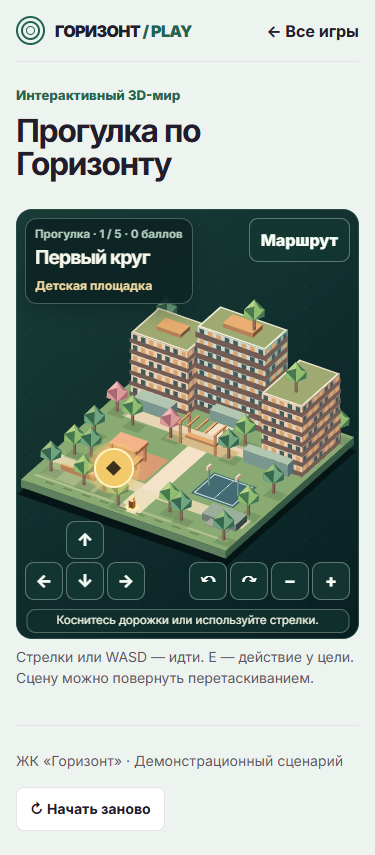 ГОРИЗОНТ / PLAY
← Все игры
Интерактивный 3D-мир
Прогулка по
Горизонту
Прогулка · 1 / 5 · 0 баллов
Первый круг
Детская площадка
Маршрут
Коснитесь дорожки или используйте стрелки.
Стрелки или WASD — идти. E — действие у цели.
Сцену можно повернуть перетаскиванием.
ЖК «Горизонт» · Демонстрационный сценарий
↻ Начать заново